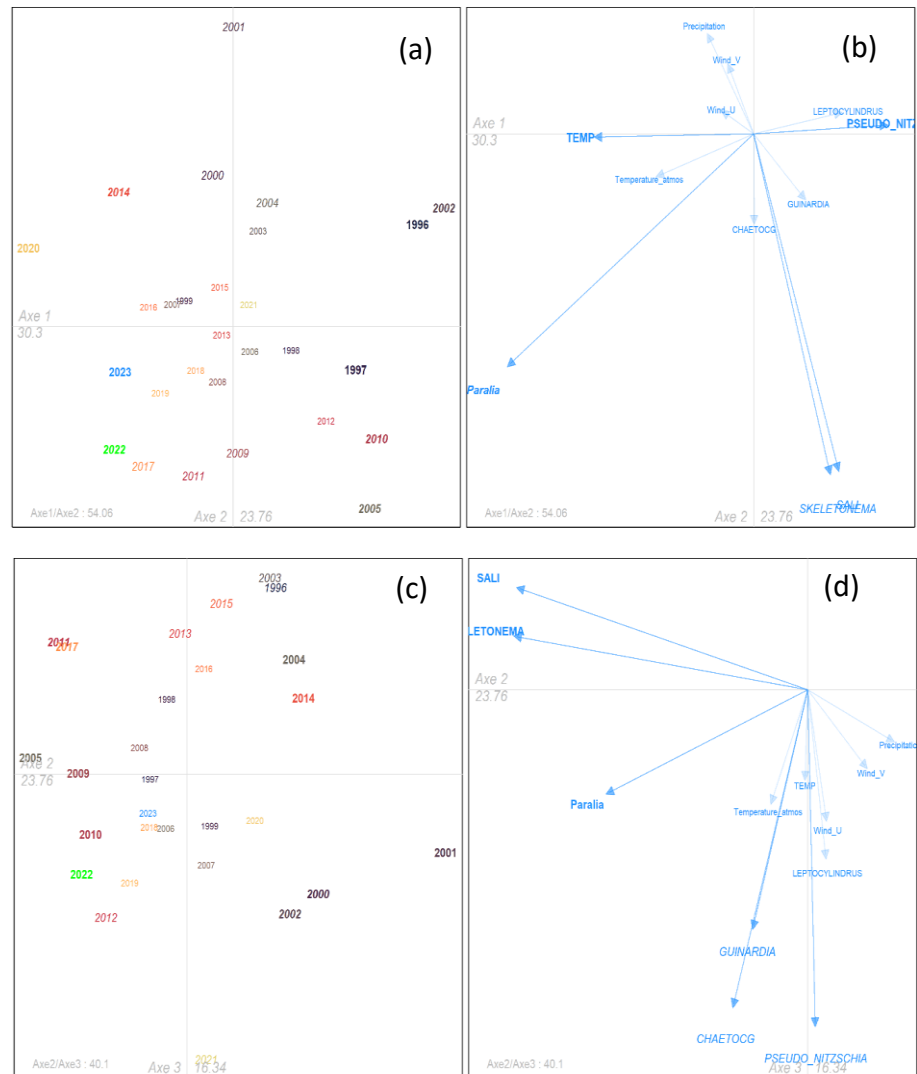 2001
(a)
2000
2014
2004
2002
2003
1996
2020
2015
2016
1999
2021
Axe 1
30.3
2013
2006
1998
2023
2018
1997
2008
2019
2012
2010
2022
2009
2017
2011
2005
Axe1/Axe2 : 54.06
Axe 2
23.76
(b)
Precipitation
Wind_V
Wind_U
LEPTOCYLINDRUS
PSEUDO_NITZ
Axe 1
30.3
TEMP
Temperature_atmos
GUINARDIA
CHAETOCG
Paralia
SALI
SKELETONEMA
Axe1/Axe2 : 54.06
Axe 2
23.76
(c)
2003
1996
2015
2013
2011
2017
2004
2016
2014
1998
2008
2005
Axe 2
23.76
2009
1997
2023
2018
2006
1999
2020
2010
2001
2007
2022
2019
2000
2012
2002
2021
Axe2/Axe3 : 40.1
Axe 3
16.34
(d)
SALI
LETONEMA
Axe 2
23.76
Precipitatio
Wind_V
TEMP
Paralia
Temperature_atmos
Wind_U
LEPTOCYLINDRUS
GUINARDIA
CHAETOCG
PSEUDO_NITZSCHIA
Axe2/Axe3 : 40.1
Axe 3
16.34